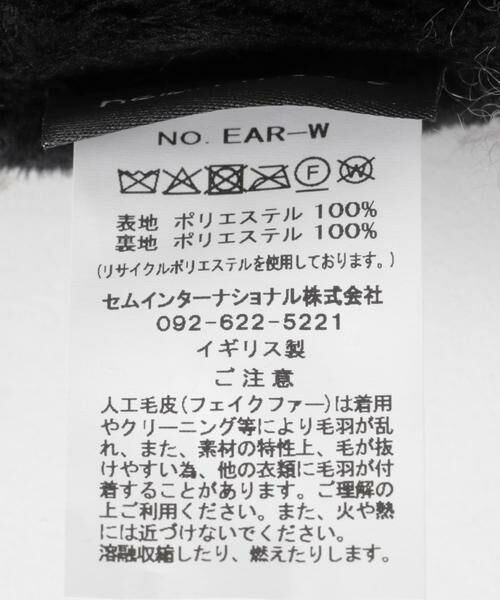 NO. EAR-W
F W
表地 ポリエステル 100%
裏地 ポリエステル 100%
(リサイクルポリエステルを使用しております。)
セムインターナショナル株式会社
092-622-5221
イギリス製
ご注意
人工毛皮(フェイクファー)は着用
やクリーニング等により毛羽が乱
れ、また、素材の特性上、毛が抜
けやすい為、他の衣類に毛羽が付
着することがあります。ご理解の
上ご利用ください。また、火や熱
には近づけないでください。
溶融収縮したり、燃えたりします。